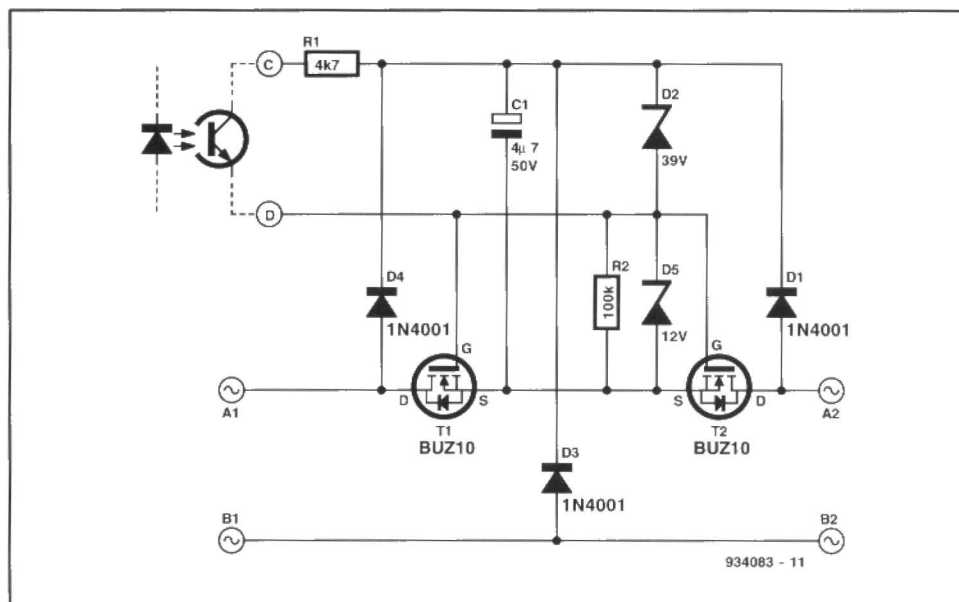 R1
C
4k7
C1
4μ7
50V
D2
39V
D
D4
1N4001
R2
100k
D5
12V
D1
1N4001
G
G
D
S
S
D
A1
T1
BUZ10
T2
BUZ10
A2
D3
1N4001
B1
B2
934083 - 11